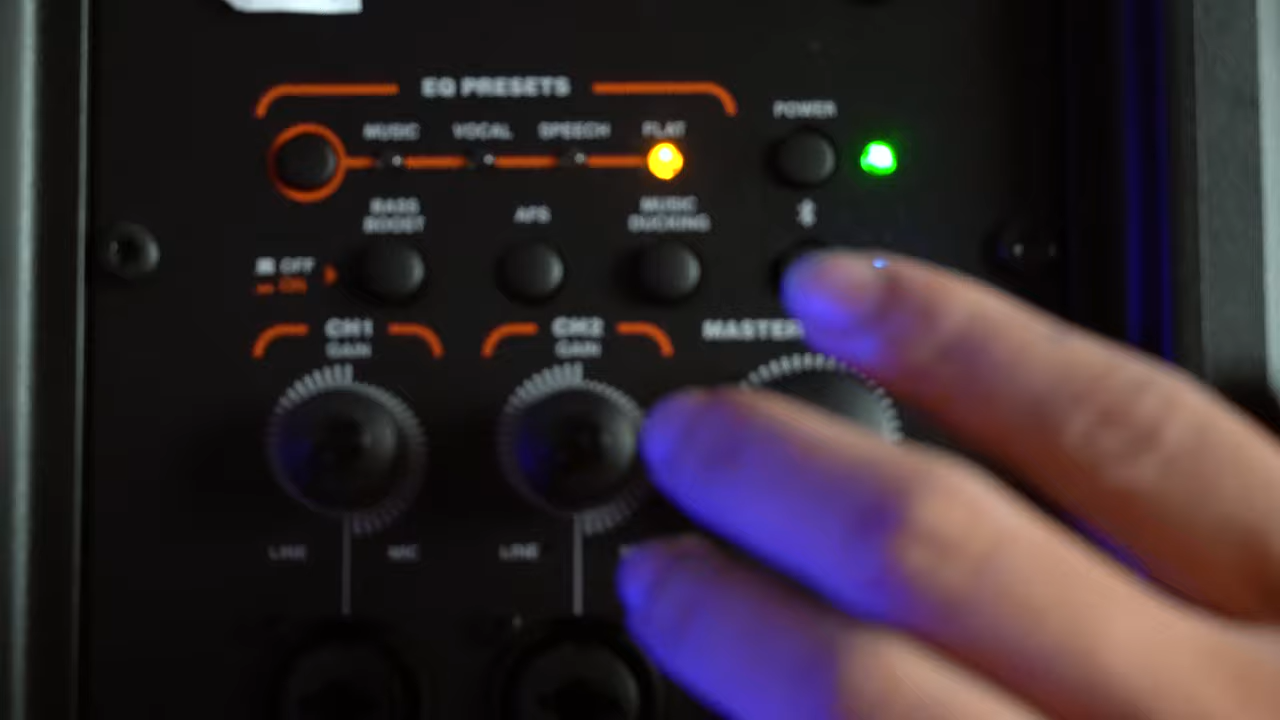 EQ PRESETS
POWER
MUSIC VOCAL SPEECH FLAT
BASS BOOST
AFS
MUSIC DUCKING
OFF
ON
CH1
GAIN
CH2
GAIN
MASTER
LINE MIC
LINE